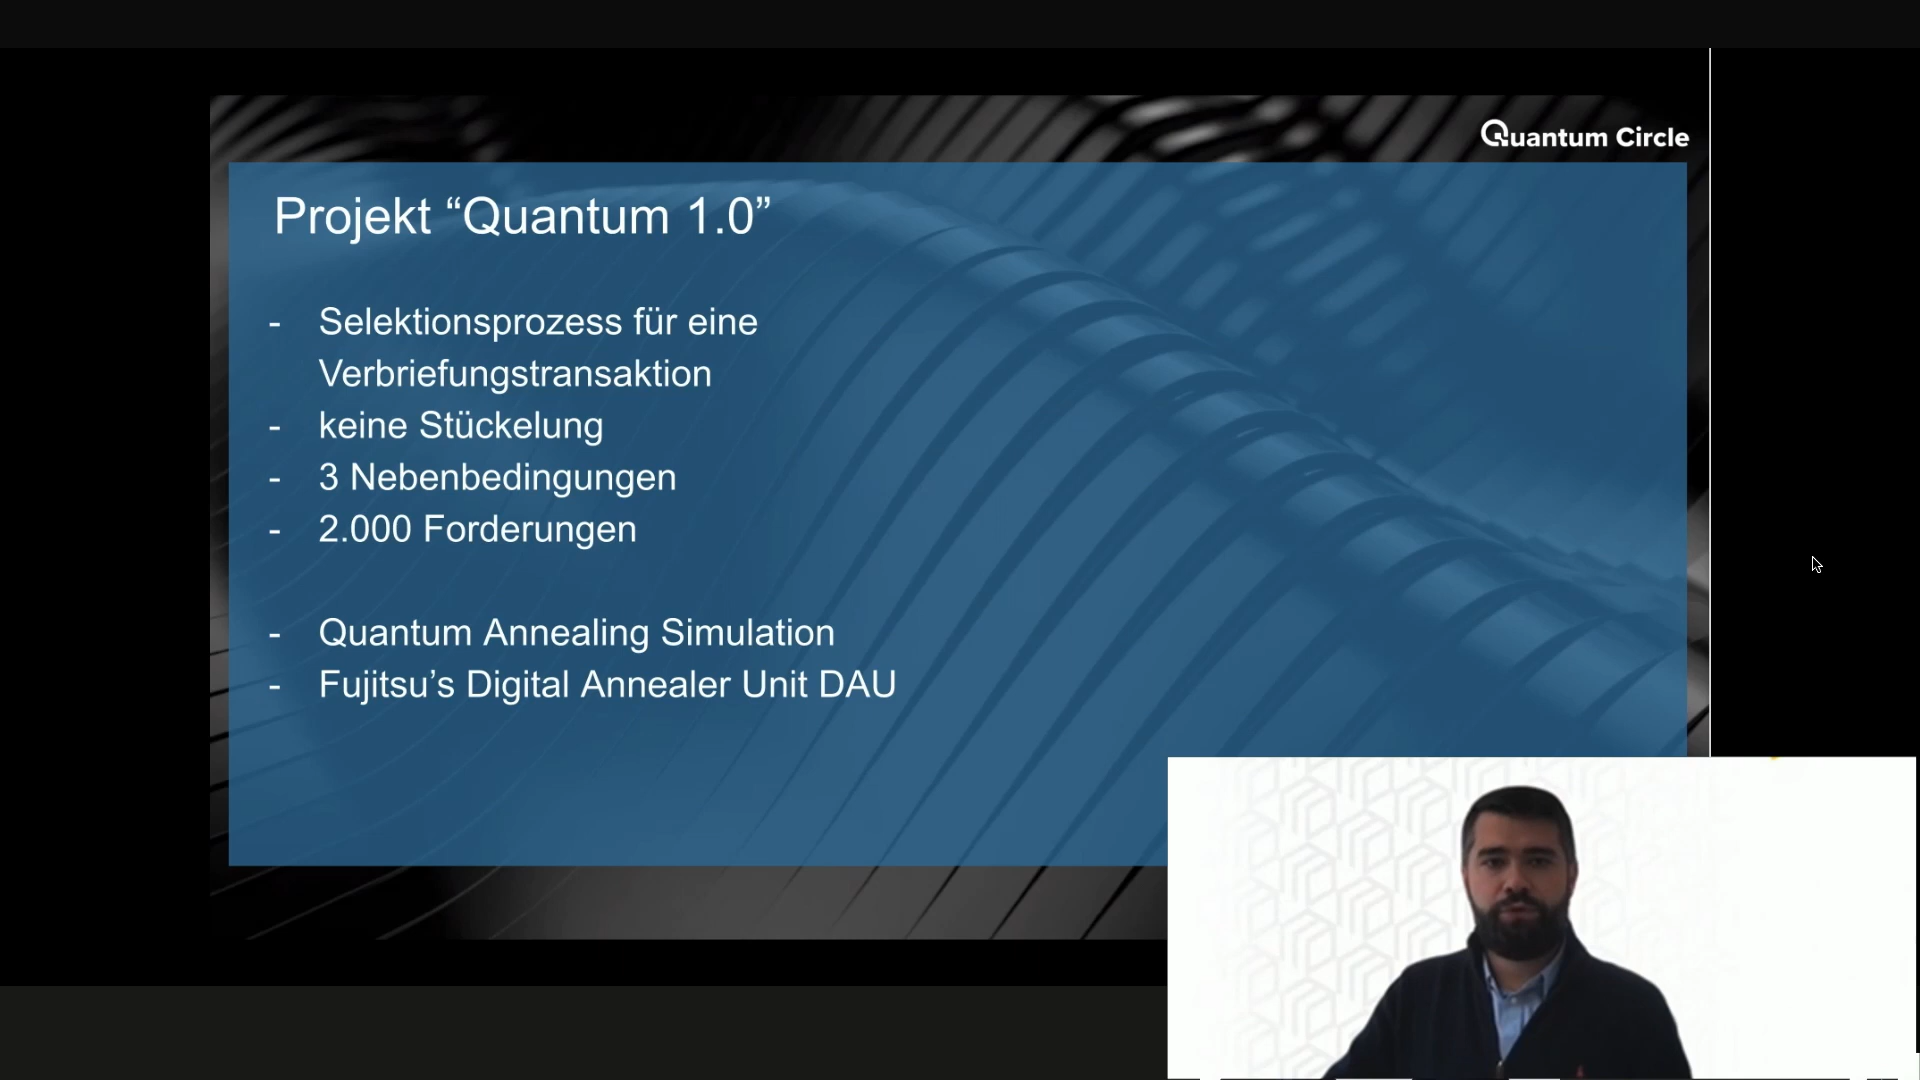 Quantum Circle
Projekt “Quantum 1.0”
- Selektionsprozess für eine
Verbriefungstransaktion
- keine Stückelung
- 3 Nebenbedingungen
- 2.000 Forderungen
- Quantum Annealing Simulation
- Fujitsu’s Digital Annealer Unit DAU